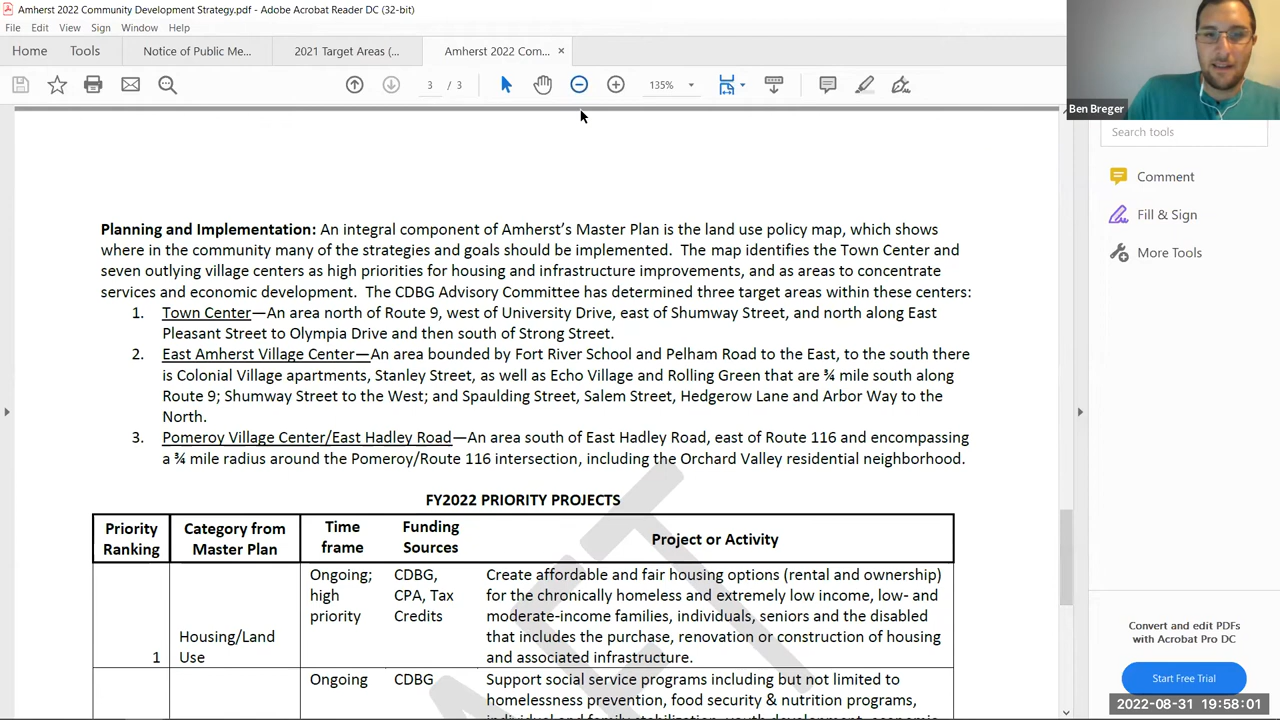 Amherst 2022 Community Development Strategy.pdf - Adobe Acrobat Reader DC (32-bit)
File Edit View Sign Window Help
Home Tools Notice of Public Me... 2021 Target Areas (... Amherst 2022 Com... ×
3 / 3 135%
Ben Breger
Search tools
Comment
Fill & Sign
More Tools
Planning and Implementation: An integral component of Amherst's Master Plan is the land use policy map, which shows
where in the community many of the strategies and goals should be implemented. The map identifies the Town Center and
seven outlying village centers as high priorities for housing and infrastructure improvements, and as areas to concentrate
services and economic development. The CDBG Advisory Committee has determined three target areas within these centers:
1. Town Center—An area north of Route 9, west of University Drive, east of Shumway Street, and north along East
Pleasant Street to Olympia Drive and then south of Strong Street.
2. East Amherst Village Center—An area bounded by Fort River School and Pelham Road to the East, to the south there
is Colonial Village apartments, Stanley Street, as well as Echo Village and Rolling Green that are ¾ mile south along
Route 9; Shumway Street to the West; and Spaulding Street, Salem Street, Hedgerow Lane and Arbor Way to the
North.
3. Pomeroy Village Center/East Hadley Road—An area south of East Hadley Road, east of Route 116 and encompassing
a ¾ mile radius around the Pomeroy/Route 116 intersection, including the Orchard Valley residential neighborhood.
FY2022 PRIORITY PROJECTS
Priority Ranking Category from Master Plan Time frame Funding Sources Project or Activity
Ongoing; CDBG, Create affordable and fair housing options (rental and ownership)
high CPA, Tax for the chronically homeless and extremely low income, low- and
priority Credits moderate-income families, individuals, seniors and the disabled
Housing/Land that includes the purchase, renovation or construction of housing
1 Use and associated infrastructure.
Ongoing CDBG Support social service programs including but not limited to
homelessness prevention, food security & nutrition programs,
Convert and edit PDFs
with Acrobat Pro DC
Start Free Trial
2022-08-31 19:58:01